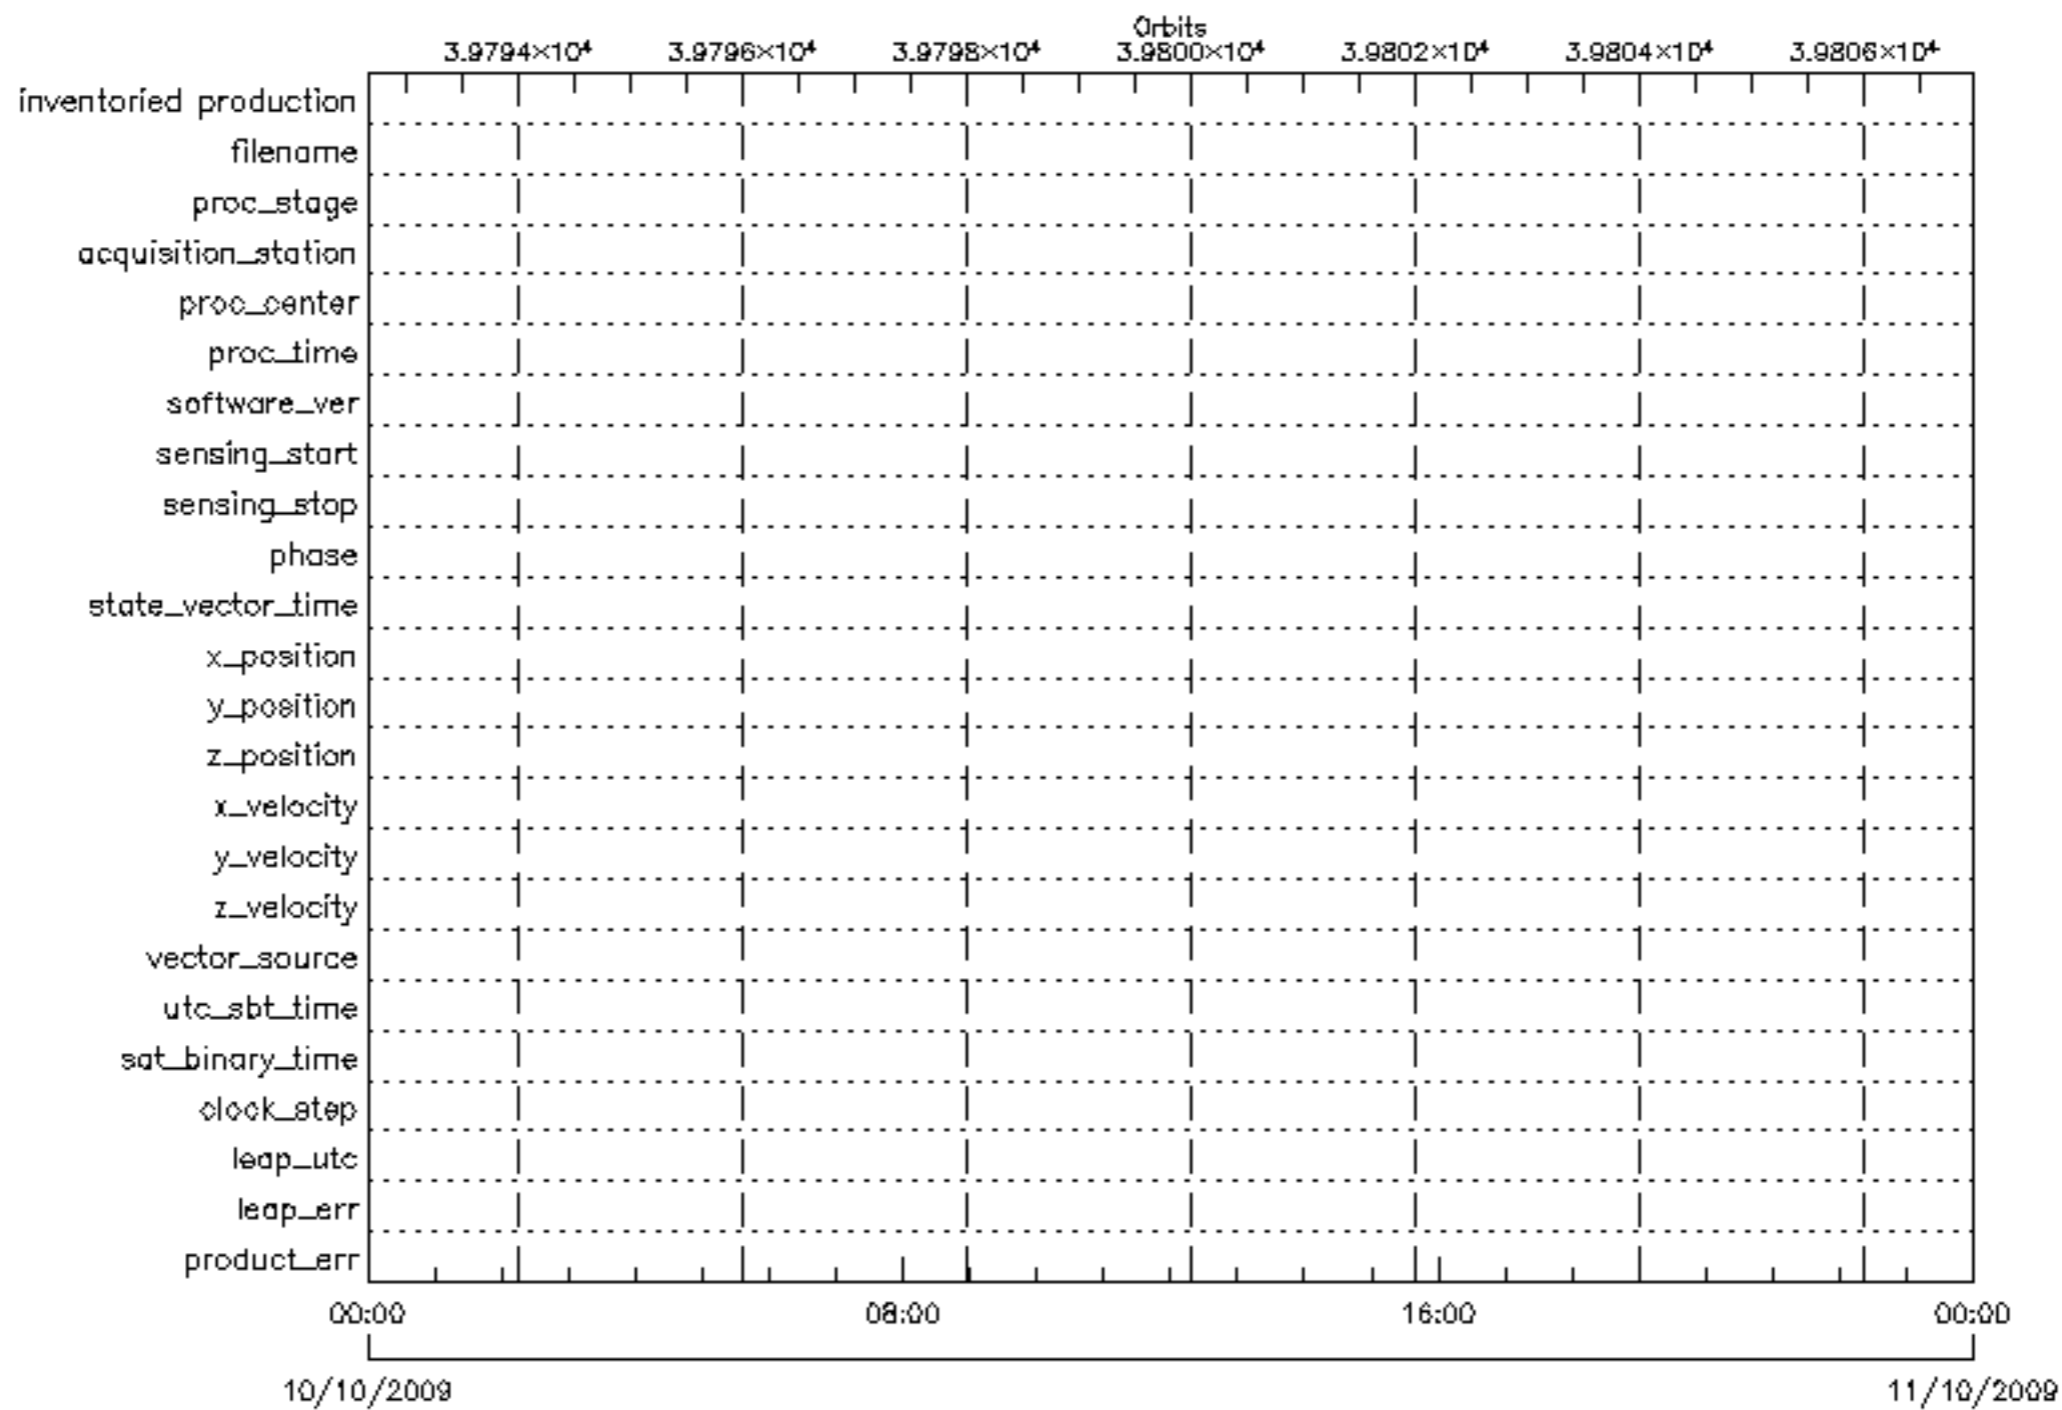 Orbits
3.9794×10⁴ 3.9796×10⁴ 3.9798×10⁴ 3.9800×10⁴ 3.9802×10⁴ 3.9804×10⁴ 3.9806×10⁴
inventoried production
filename
proc_stage
acquisition_station
proc_center
proc_time
software_ver
sensing_start
sensing_stop
phase
state_vector_time
x_position
y_position
z_position
x_velocity
y_velocity
z_velocity
vector_source
utc_sbt_time
sat_binary_time
clock_step
leap_utc
leap_err
product_err
00:00 08:00 16:00 00:00
10/10/2009 11/10/2009